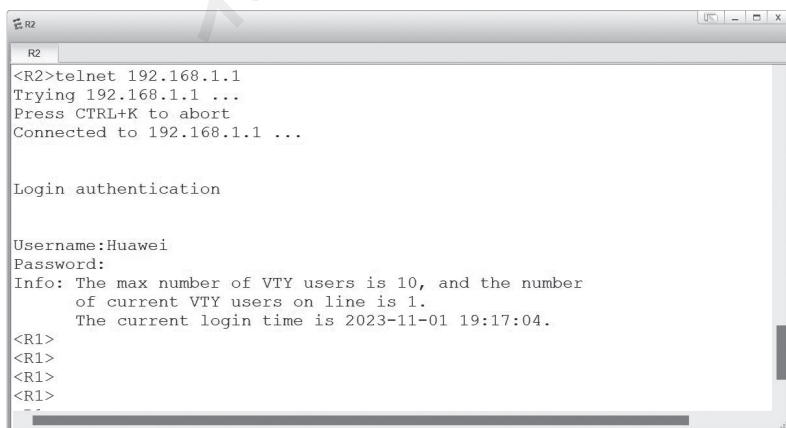 R2
R2
<R2>telnet 192.168.1.1
Trying 192.168.1.1 ...
Press CTRL+K to abort
Connected to 192.168.1.1 ...
Login authentication
Username:Huawei
Password:
Info: The max number of VTY users is 10, and the number
of current VTY users on line is 1.
The current login time is 2023-11-01 19:17:04.
<R1>
<R1>
<R1>
<R1>